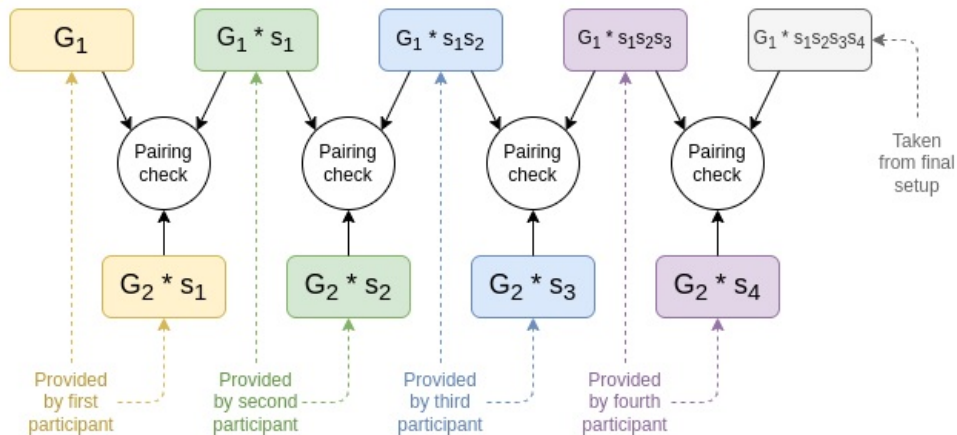 G₁
G₁ * s₁
G₁ * s₁s₂
G₁ * s₁s₂s₃
G₁ * s₁s₂s₃s₄
Pairing
check
Pairing
check
Pairing
check
Pairing
check
Taken
from final
setup
G₂ * s₁
G₂ * s₂
G₂ * s₃
G₂ * s₄
Provided
by first
participant
Provided
by second
participant
Provided
by third
participant
Provided
by fourth
participant